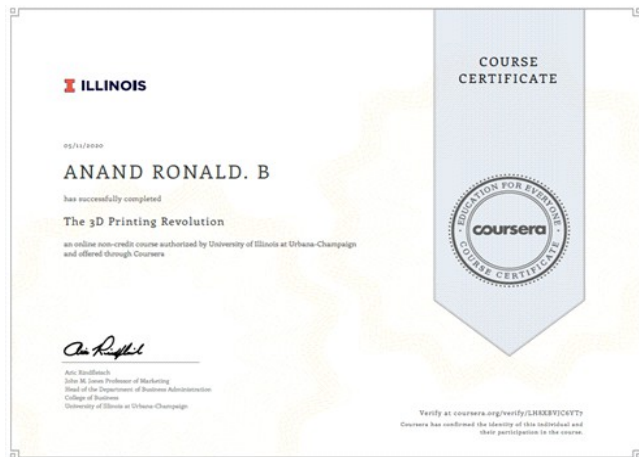 ILLINOIS
05/11/2020
ANAND RONALD. B
has successfully completed
The 3D Printing Revolution
an online non-credit course authorized by University of Illinois at Urbana-Champaign
and offered through Coursera
Aric Rindfleisch
John M. Jones Professor of Marketing
Head of the Department of Business Administration
College of Business
University of Illinois at Urbana-Champaign
COURSE
CERTIFICATE
EDUCATION FOR EVERYONE
coursera
COURSE CERTIFICATE
Coursera has confirmed the identity of this individual and
their participation in the course.